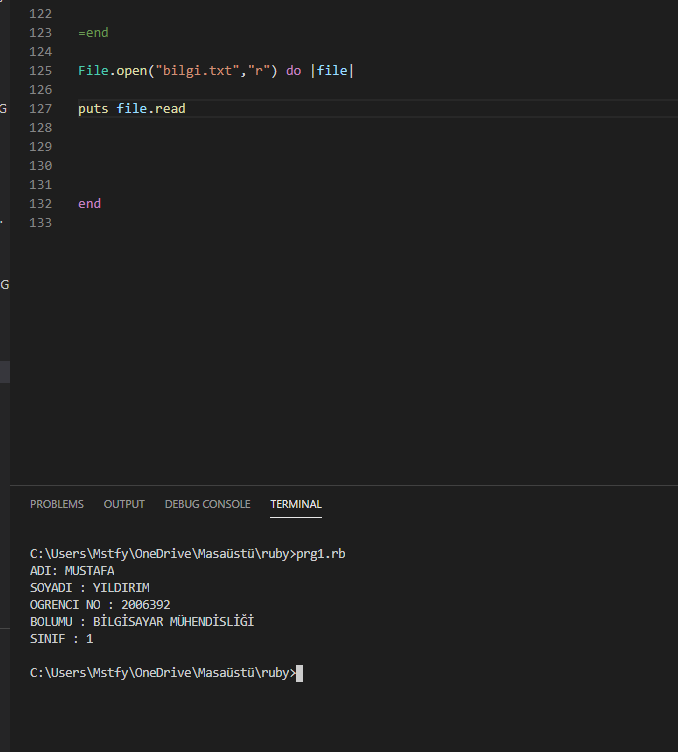 122
123 =end
124
125 File.open("bilgi.txt","r") do |file|
126
G
127 puts file.read
128
129
130
131
132 end
133
G
PROBLEMS OUTPUT DEBUG CONSOLE TERMINAL
C:\Users\Mstfy\OneDrive\Masaüstü\ruby>prg1.rb
ADI: MUSTAFA
SOYADI : YILDIRIM
OGRENCI NO : 2006392
BOLUMU : BİLGİSAYAR MÜHENDİSLİĞİ
SINIF : 1
C:\Users\Mstfy\OneDrive\Masaüstü\ruby>